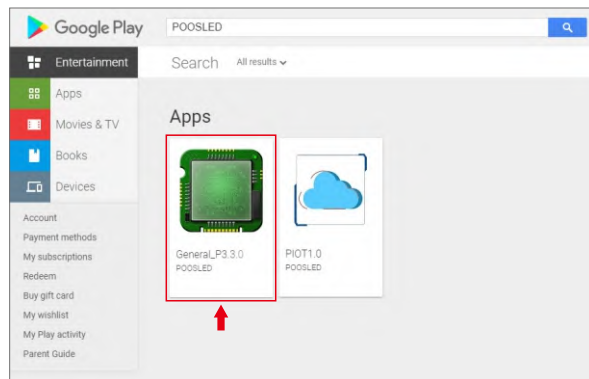 Google Play
POOSLED
Entertainment
Search
All results
Apps
Movies & TV
Books
Devices
Account
Payment methods
My subscriptions
Redeem
Buy gift card
My wishlist
My Play activity
Parent Guide
Apps
General_P3.3.0
POOSLED
PIOT1.0
POOSLED